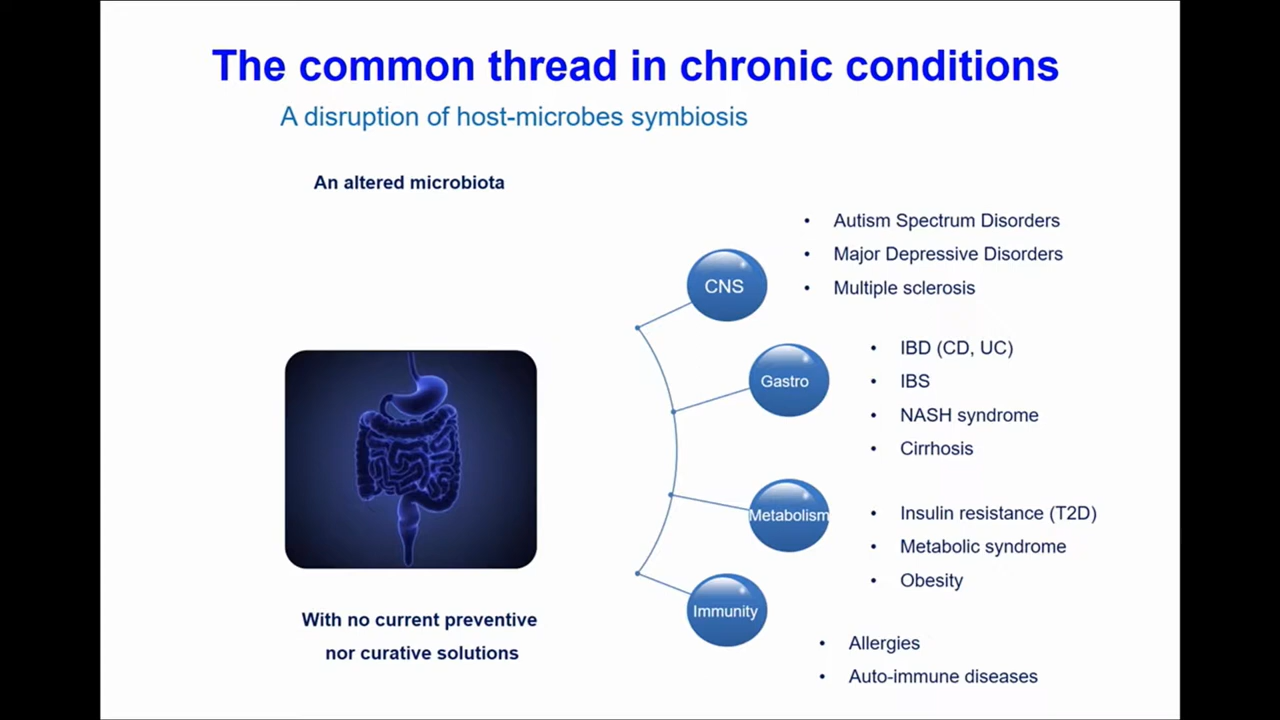 The common thread in chronic conditions
A disruption of host-microbes symbiosis
An altered microbiota
With no current preventive
nor curative solutions
CNS
• Autism Spectrum Disorders
• Major Depressive Disorders
• Multiple sclerosis
Gastro
• IBD (CD, UC)
• IBS
• NASH syndrome
• Cirrhosis
Metabolism
• Insulin resistance (T2D)
• Metabolic syndrome
• Obesity
Immunity
• Allergies
• Auto-immune diseases